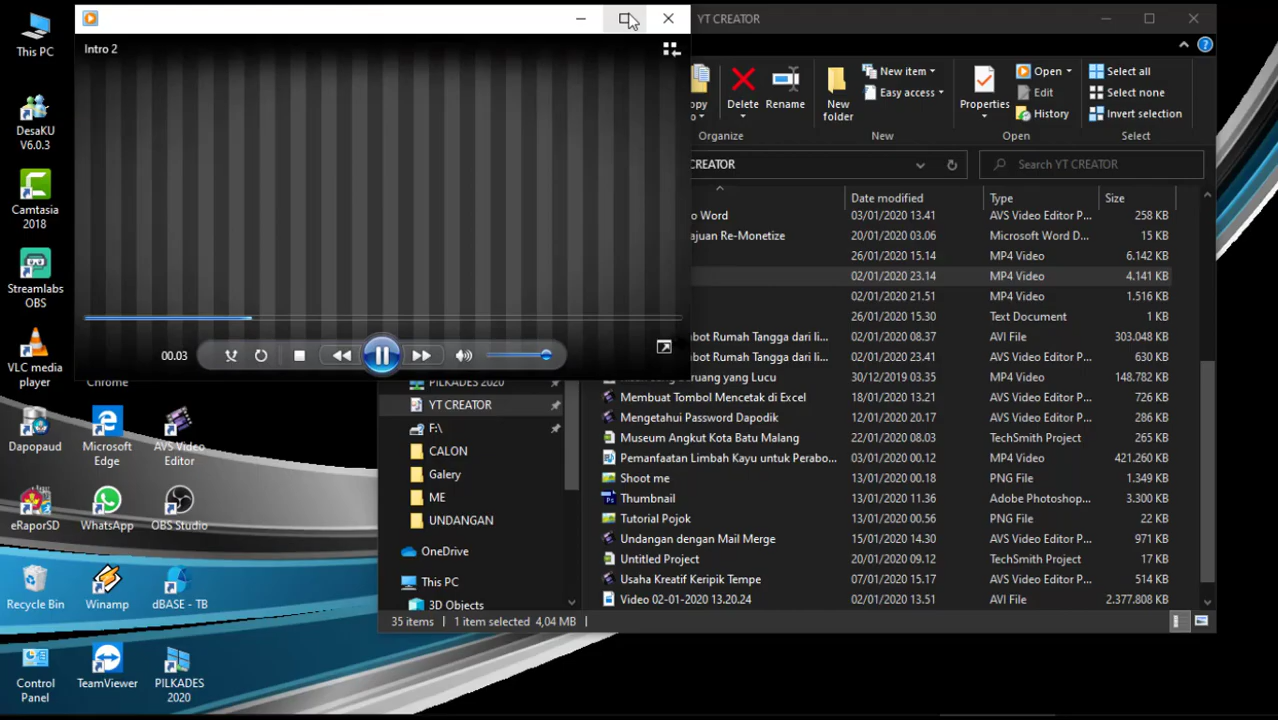 This PC
DesaKU
V6.0.3
Camtasia
2018
Streamlabs
OBS
VLC media
player
Chrome
Dapopaud
Microsoft
Edge
AVS Video
Editor
eRaporSD
WhatsApp
OBS Studio
Recycle Bin
Winamp
dBASE - TB
Control
Panel
TeamViewer
PILKADES
2020
Intro 2
00.03
YT CREATOR
Delete
Rename
Organize
New
folder
New item
Easy access
New
Properties
Open
Edit
History
Open
Select all
Select none
Invert selection
Select
CREATOR
Search YT CREATOR
Date modified
Type
Size
o Word 03/01/2020 13.41 AVS Video Editor P... 258 KB
ajuan Re-Monetize 20/01/2020 03.06 Microsoft Word D... 15 KB
26/01/2020 15.14 MP4 Video 6.142 KB
02/01/2020 23.14 MP4 Video 4.141 KB
02/01/2020 21.51 MP4 Video 1.516 KB
26/01/2020 15.30 Text Document 1 KB
bot Rumah Tangga dari li... 02/01/2020 13.51 AVI File 303.048 KB
bot Rumah Tangga dari li... 02/01/2020 23.41 AVS Video Editor P... 630 KB
uang yang Lucu 30/12/2019 03.35 MP4 Video 148.782 KB
Membuat Tombol Mencetak di Excel 18/01/2020 13.21 AVS Video Editor P... 726 KB
Mengetahui Password Dapodik 12/01/2020 20.17 AVS Video Editor P... 286 KB
Museum Angkut Kota Batu Malang 22/01/2020 08.03 TechSmith Project 265 KB
Pemanfaatan Limbah Kayu untuk Perabo... 03/01/2020 00.12 MP4 Video 421.260 KB
Shoot me 13/01/2020 00.18 PNG File 1.349 KB
Thumbnail 13/01/2020 11.36 Adobe Photoshop... 3.300 KB
Tutorial Pojok 13/01/2020 00.56 PNG File 22 KB
Undangan dengan Mail Merge 15/01/2020 14.30 AVS Video Editor P... 971 KB
Untitled Project 20/01/2020 09.12 TechSmith Project 17 KB
Usaha Kreatif Keripik Tempe 07/01/2020 15.17 AVS Video Editor P... 514 KB
Video 02-01-2020 13.20.24 02/01/2020 13.51 AVI File 2.377.808 KB
PILKADES 2020
YT CREATOR
F:\
CALON
Galery
ME
UNDANGAN
OneDrive
This PC
3D Objects
35 items
1 item selected 4,04 MB